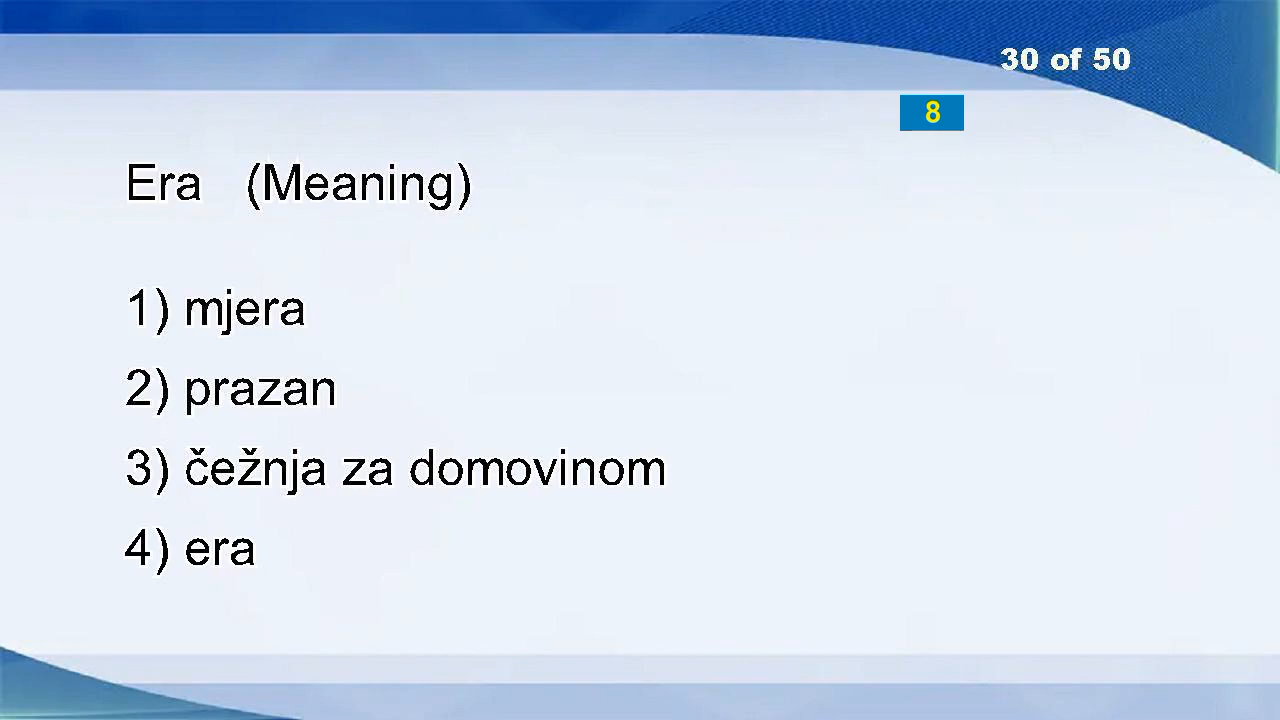 30 of 50
8
Era (Meaning)
1) mjera
2) prazan
3) čežnja za domovinom
4) era